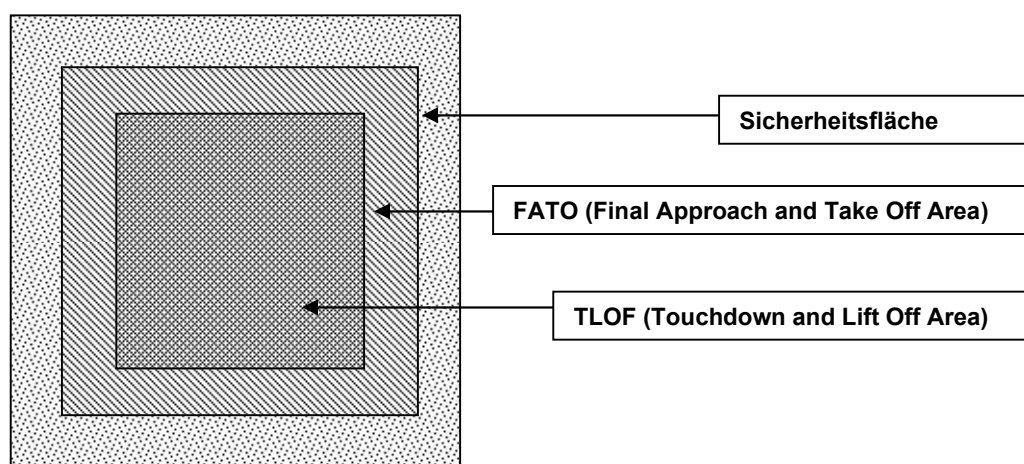 Sicherheitsfläche
FATO (Final Approach and Take Off Area)
TLOF (Touchdown and Lift Off Area)